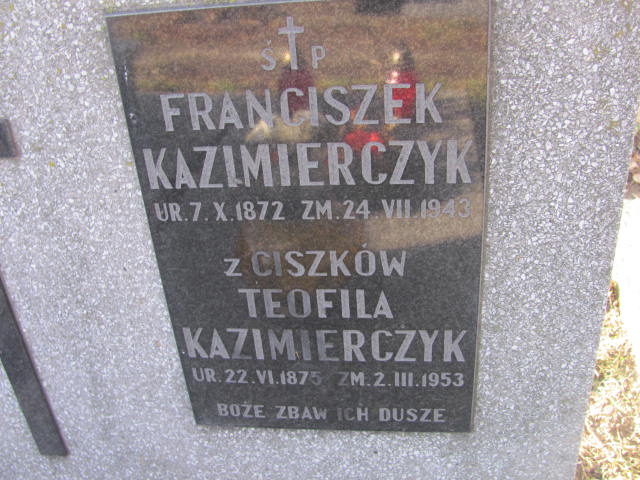 Ś P
FRANCISZEK
KAZIMIERCZYK
UR.7.X.1872 ZM.24.VII.1943
z CISZKÓW
TEOFILA
KAZIMIERCZYK
UR.22.VI.1875 ZM.2.III.1953
BOŻE ZBAW ICH DUSZE